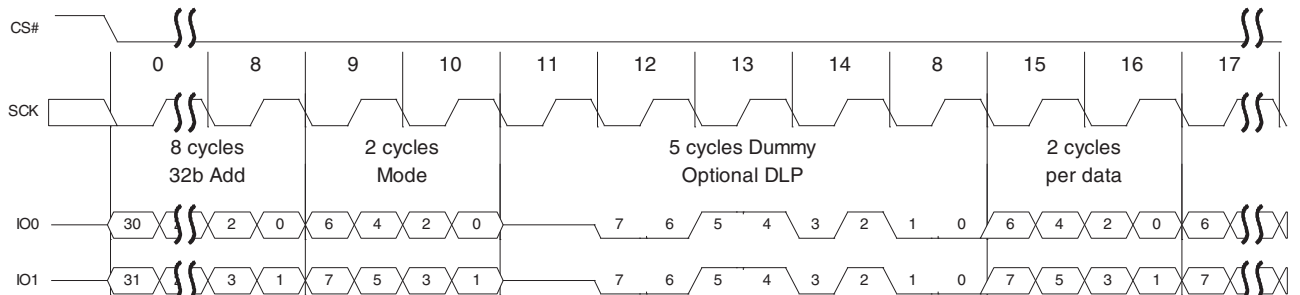 CS#
0 8 9 10 11 12 13 14 8 15 16 17
SCK
8 cycles 2 cycles 5 cycles Dummy 2 cycles
32b Add Mode Optional DLP per data
IO0 30 2 0 6 4 2 0 7 6 5 4 3 2 1 0 6 4 2 0 6
IO1 31 3 1 7 5 3 1 7 6 5 4 3 2 1 0 7 5 3 1 7